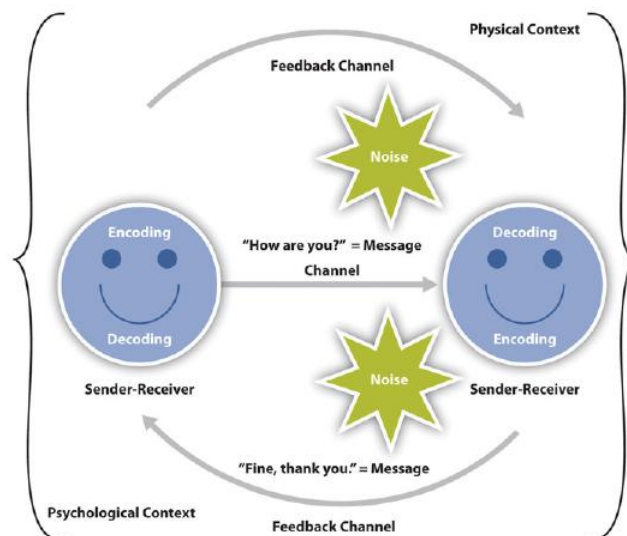 Physical Context
Feedback Channel
Noise
Encoding
Decoding
"How are you?" = Message
Channel
Decoding
Encoding
Noise
Sender-Receiver
Sender-Receiver
"Fine, thank you." = Message
Psychological Context
Feedback Channel